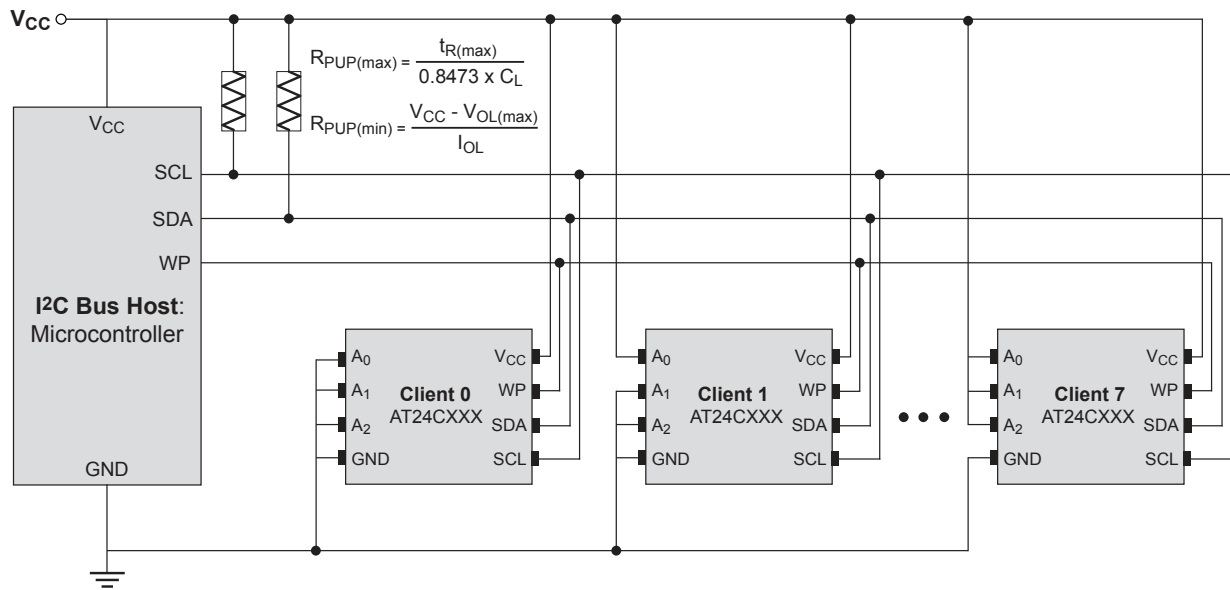 VCC
RPUP(max) = tR(max)
0.8473 x CL
RPUP(min) = VCC - VOL(max)
IOL
VCC
SCL
SDA
WP
I2C Bus Host:
Microcontroller
GND
A0
A1
A2
GND
Client 0
AT24CXXX
VCC
WP
SDA
SCL
A0
A1
A2
GND
Client 1
AT24CXXX
VCC
WP
SDA
SCL
A0
A1
A2
GND
Client 7
AT24CXXX
VCC
WP
SDA
SCL